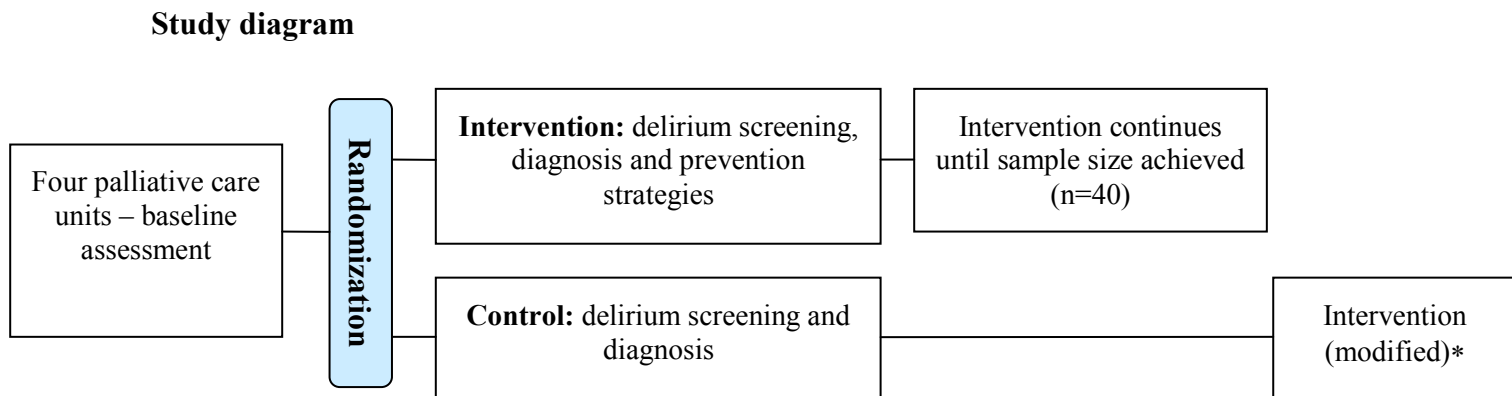 Study diagram
Four palliative care
units – baseline
assessment
Randomization
Intervention: delirium screening,
diagnosis and prevention
strategies
Intervention continues
until sample size achieved
(n=40)
Control: delirium screening and
diagnosis
Intervention
(modified)*